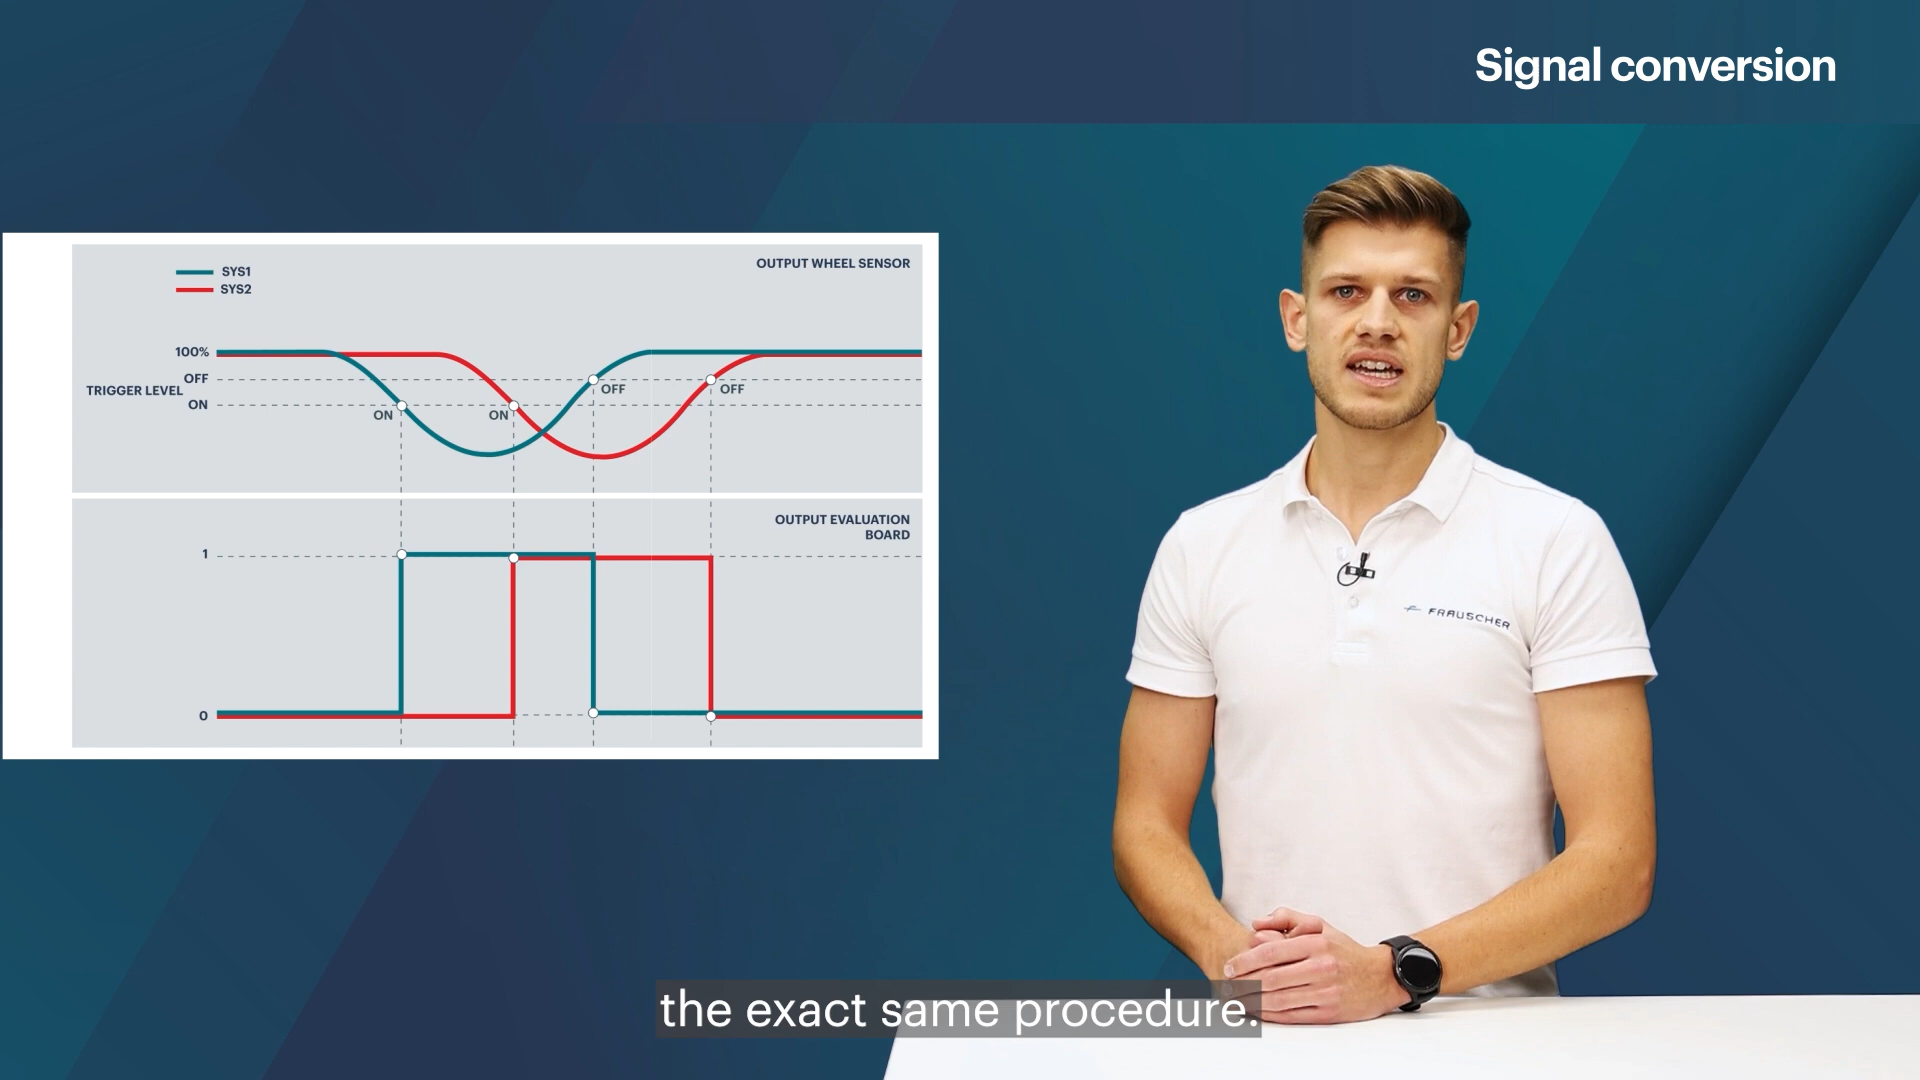 Signal conversion
SYS1
SYS2
OUTPUT WHEEL SENSOR
100%
OFF
TRIGGER LEVEL
ON
ON
ON
OFF
OFF
OUTPUT EVALUATION
BOARD
1
0
FRAUSCHER
the exact same procedure.